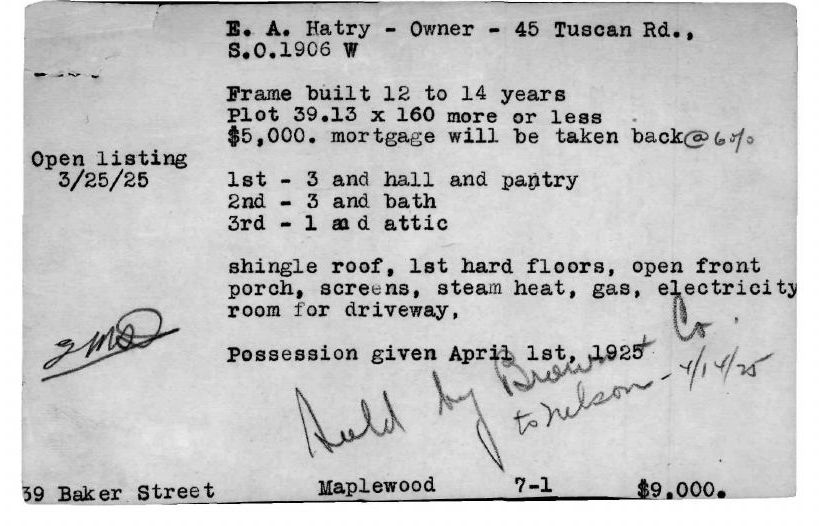 E. A. Hatry - Owner - 45 Tuscan Rd.,
S.O.1906 W
Frame built 12 to 14 years
Plot 39.13 x 160 more or less
$5,000. mortgage will be taken back @ 6%
Open listing
3/25/25
1st - 3 and hall and pantry
2nd - 3 and bath
3rd - 1 and attic
shingle roof, 1st hard floors, open front
porch, screens, steam heat, gas, electricity
room for driveway,
Possession given April 1st, 1925
Sold by Brown + Co.
to Nelson - 4/14/25
39 Baker Street Maplewood 7-1 $9,000.